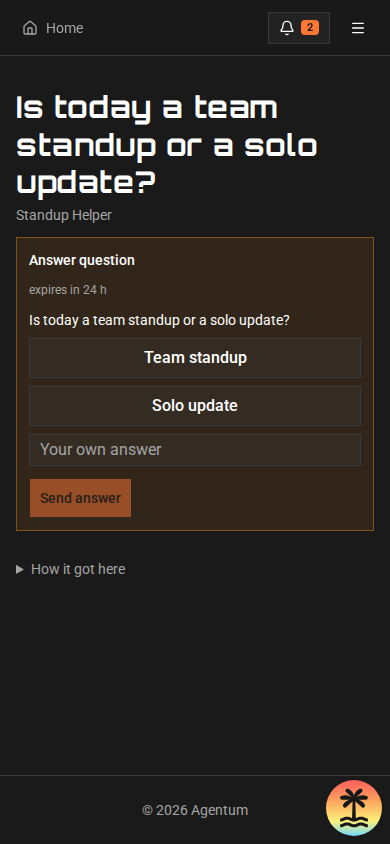 Home
2
Is today a team
standup or a solo
update?
Standup Helper
Answer question
expires in 24 h
Is today a team standup or a solo update?
Team standup
Solo update
Your own answer
Send answer
How it got here
© 2026 Agentum